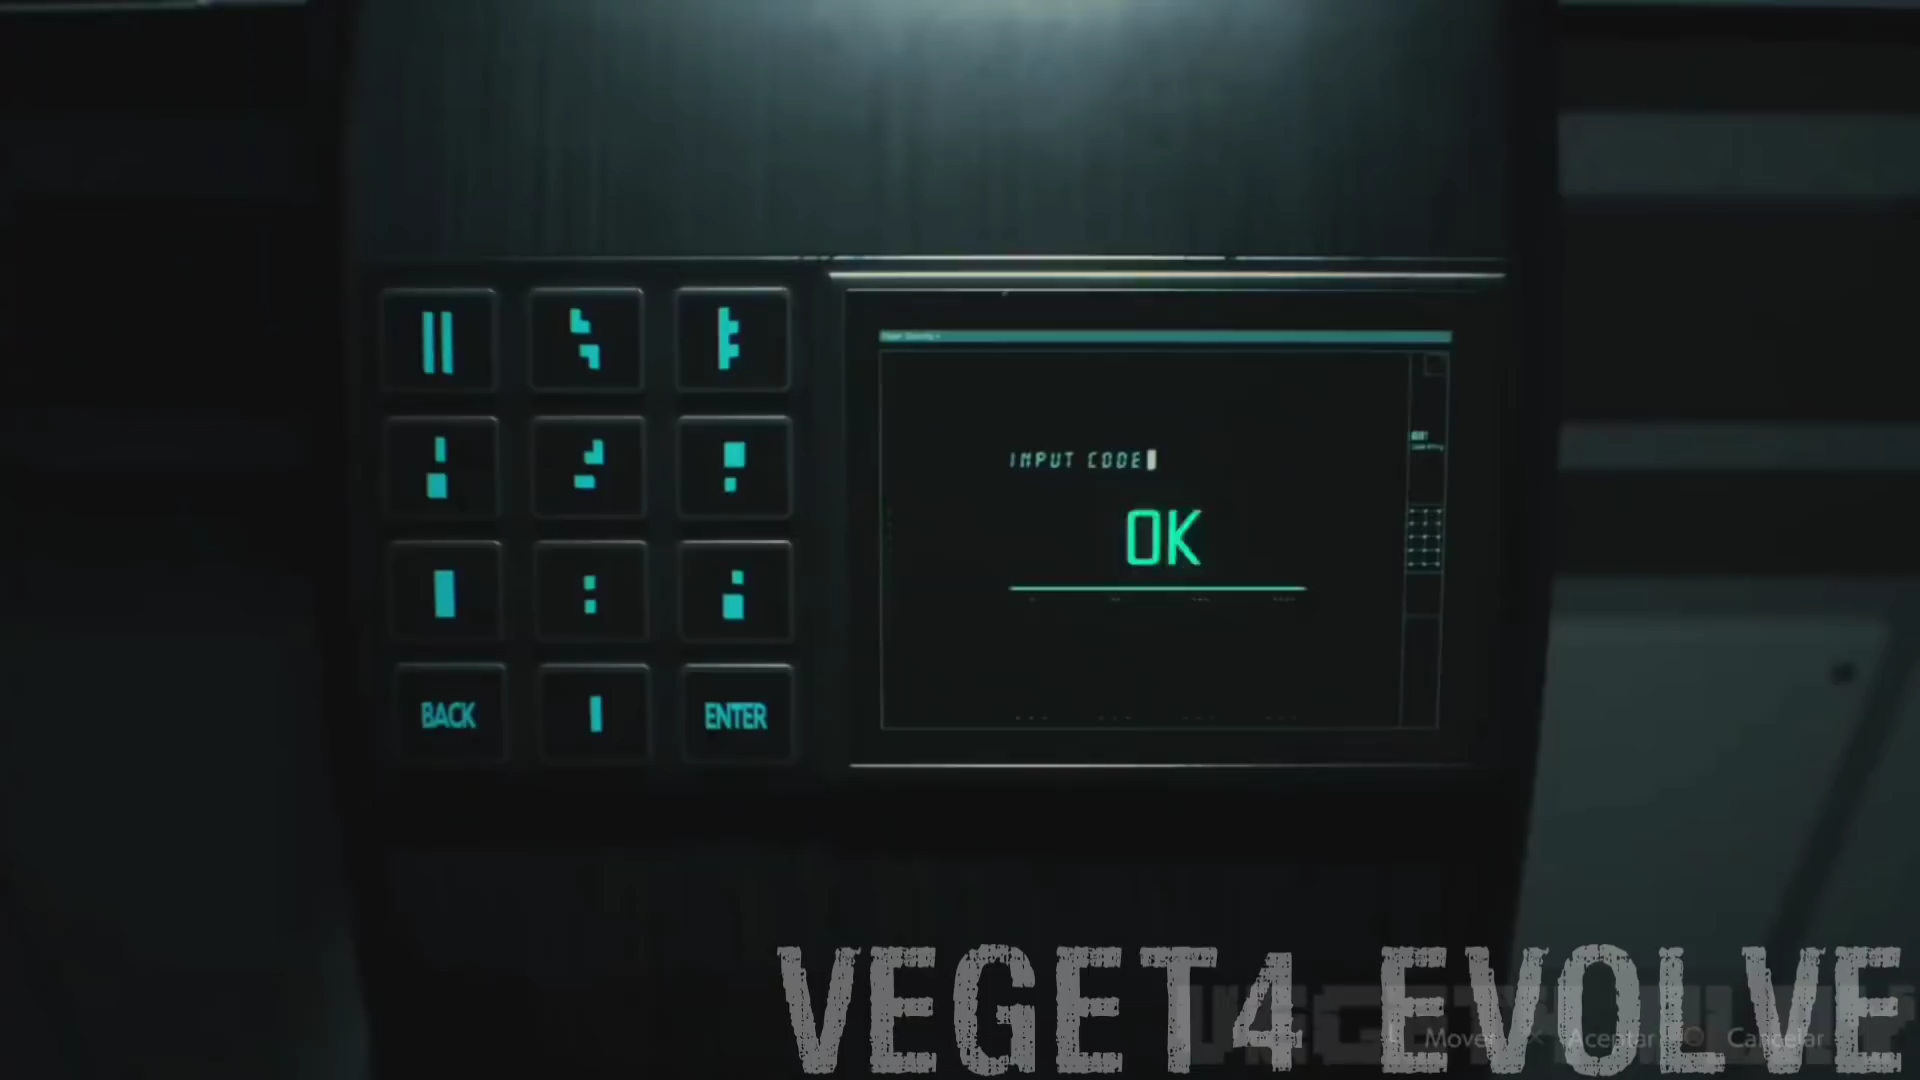 INPUT CODE
OK
BACK
ENTER
VEGET4 EVOLVE
Mover
Aceptar
Cancelar